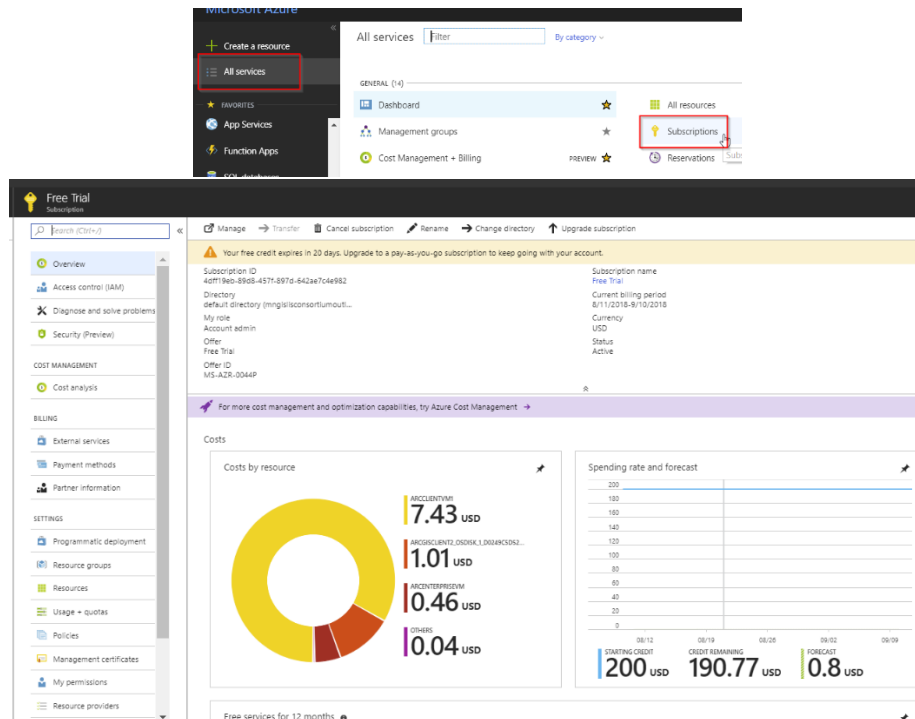 Microsoft Azure
Create a resource
All services
FAVORITES
App Services
Function Apps
SQL databases
All services Filter By category
GENERAL (14)
Dashboard
All resources
Management groups
Subscriptions
Cost Management + Billing PREVIEW
Reservations
Free Trial
Subscription
Search (Ctrl+/)
Manage Transfer Cancel subscription Rename Change directory Upgrade subscription
Your free credit expires in 20 days. Upgrade to a pay-as-you-go subscription to keep going with your account.
Overview
Access control (IAM)
Diagnose and solve problems
Security (Preview)
COST MANAGEMENT
Cost analysis
BILLING
External services
Payment methods
Partner information
SETTINGS
Programmatic deployment
Resource groups
Resources
Usage + quotas
Policies
Management certificates
My permissions
Resource providers
Subscription ID
4dff19eb-89d8-457f-897d-642ae7c4e982
Directory
default directory (mngisilsconsortiumouti...
My role
Account admin
Offer
Free Trial
Offer ID
MS-AZR-0044P
Subscription name
Free Trial
Current billing period
8/11/2018-9/10/2018
Currency
USD
Status
Active
For more cost management and optimization capabilities, try Azure Cost Management →
Costs
Costs by resource
ARCCLIENTVM1
7.43 USD
ARCGISCLIENT2_OSDISK_1_D0249C5D52...
1.01 USD
ARCENTERPRISEVM
0.46 USD
OTHERS
0.04 USD
Spending rate and forecast
200
180
160
140
120
100
80
60
40
20
0
08/12 08/19 08/26 09/02 09/09
STARTING CREDIT
200 USD
CREDIT REMAINING
190.77 USD
FORECAST
0.8 USD
Free services for 12 months